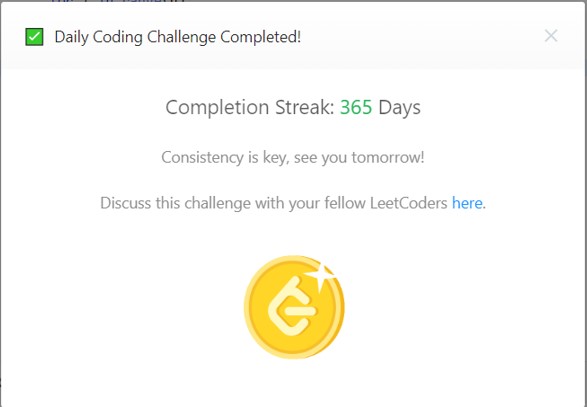 Daily Coding Challenge Completed!
Completion Streak: 365 Days
Consistency is key, see you tomorrow!
Discuss this challenge with your fellow LeetCoders here.